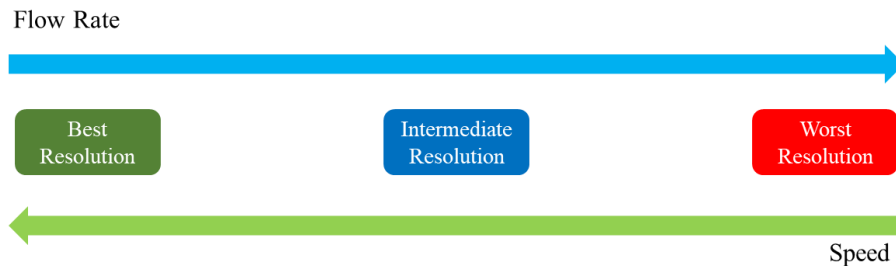 Flow Rate
Best
Resolution
Intermediate
Resolution
Worst
Resolution
Speed